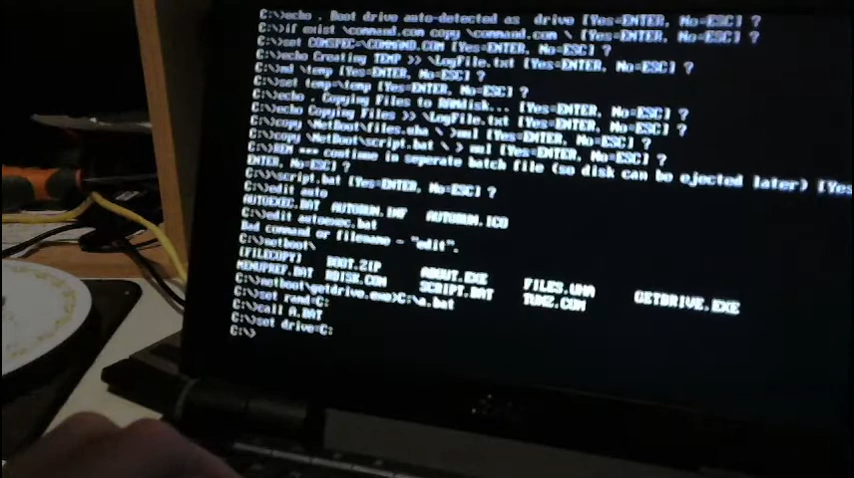 C:\>echo . Boot drive auto-detected as  drive [Yes=ENTER, No=ESC] ?
C:\>if exist \command.com copy \command.com \ [Yes=ENTER, No=ESC] ?
C:\>set COMSPEC=\COMMAND.COM [Yes=ENTER, No=ESC] ?
C:\>echo Creating TEMP >> \LogFile.txt [Yes=ENTER, No=ESC] ?
C:\>md \temp [Yes=ENTER, No=ESC] ?
C:\>set temp=\temp [Yes=ENTER, No=ESC] ?
C:\>echo . Copying Files to RAMdisk... [Yes=ENTER, No=ESC] ?
C:\>echo Copying Files >> \LogFile.txt [Yes=ENTER, No=ESC] ?
C:\>copy \NetBoot\files.uha \ >nul [Yes=ENTER, No=ESC] ?
C:\>copy \NetBoot\script.bat \ > nul [Yes=ENTER, No=ESC] ?
C:\>REM *** continue in seperate batch file (so disk can be ejected later) [Yes
ENTER, No=ESC] ?
C:\>\script.bat [Yes=ENTER, No=ESC] ?
C:\>edit auto
AUTOEXEC.BAT  AUTORUN.INF  AUTORUN.ICO
C:\>edit autoexec.bat
Bad command or filename - "edit".
C:\>netboot\
[FILECOPY] BOOT.ZIP ABOUT.EXE FILES.UHA GETDRIVE.EXE
MENUPREF.BAT RDISK.COM SCRIPT.BAT TUNZ.COM
C:\>netboot\getdrive.exe>C:\a.bat
C:\>set rand=C:
C:\>call A.BAT
C:\>set drive=C:
C:\>